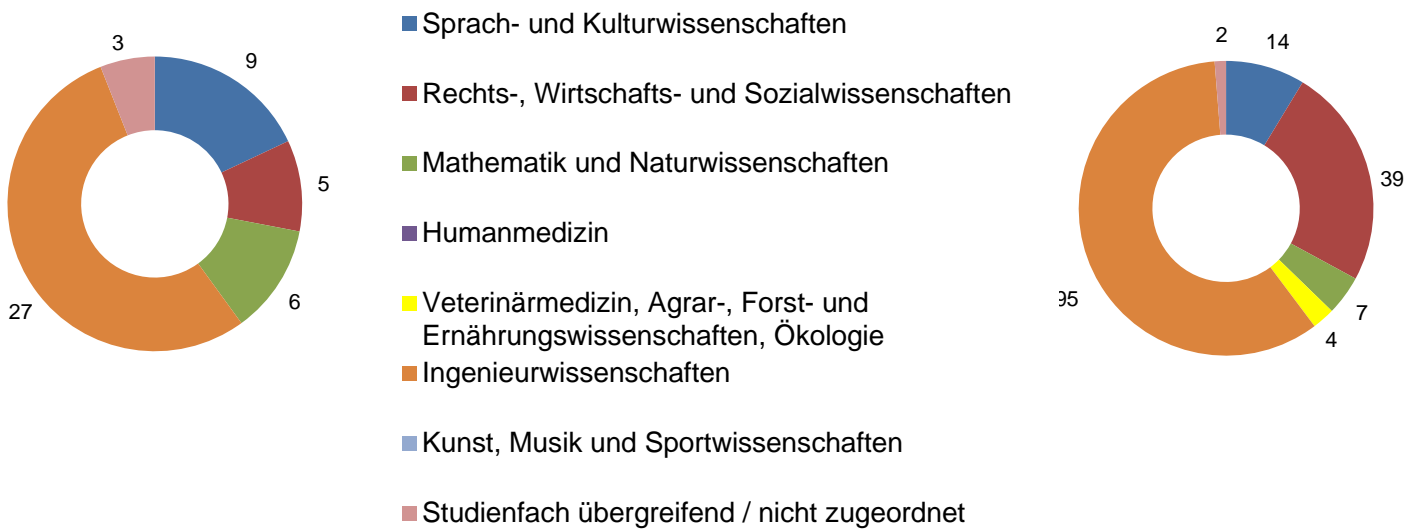 3
9
5
6
27
Sprach- und Kulturwissenschaften
Rechts-, Wirtschafts- und Sozialwissenschaften
Mathematik und Naturwissenschaften
Humanmedizin
Veterinärmedizin, Agrar-, Forst- und
Ernährungswissenschaften, Ökologie
Ingenieurwissenschaften
Kunst, Musik und Sportwissenschaften
Studienfach übergreifend / nicht zugeordnet
2
14
39
7
4
95